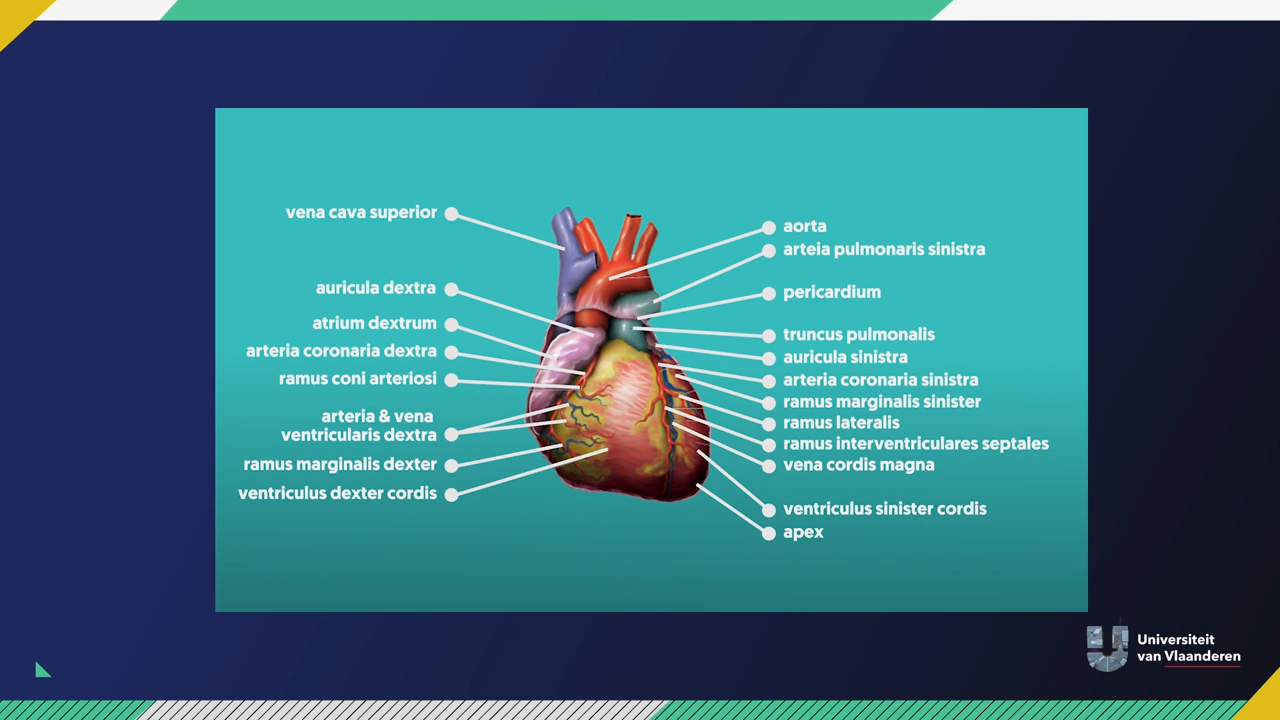 vena cava superior
auricula dextra
atrium dextrum
arteria coronaria dextra
ramus coni arteriosi
arteria & vena
ventricularis dextra
ramus marginalis dexter
ventriculus dexter cordis
aorta
arteia pulmonaris sinistra
pericardium
truncus pulmonalis
auricula sinistra
arteria coronaria sinistra
ramus marginalis sinister
ramus lateralis
ramus interventriculares septales
vena cordis magna
ventriculus sinister cordis
apex
Universiteit
van Vlaanderen